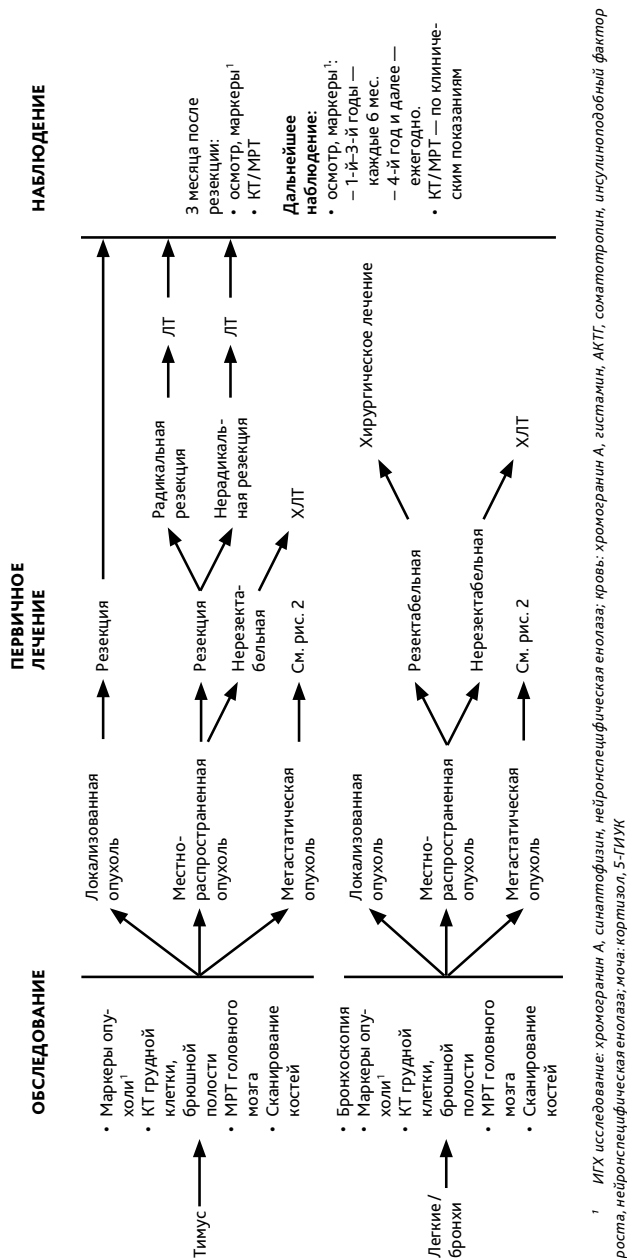 ОБСЛЕДОВАНИЕ
ПЕРВИЧНОЕ
ЛЕЧЕНИЕ
НАБЛЮДЕНИЕ
Тимус
• Маркеры опу-
холи¹
• КТ грудной
клетки,
брюшной
полости
• МРТ головного
мозга
• Сканирование
костей
Локализованная
опухоль
Резекция
Местно-
распространенная
опухоль
Резекция
Радикальная
резекция
ЛТ
Нерадикаль-
ная резекция
ЛТ
Нерезекта-
бельная
ХЛТ
Метастатическая
опухоль
См. рис. 2
Легкие/
бронхи
• Бронхоскопия
• Маркеры опу-
холи¹
• КТ грудной
клетки,
брюшной
полости
• МРТ головного
мозга
• Сканирование
костей
Локализованная
опухоль
Местно-
распространенная
опухоль
Резектабельная
Хирургическое лечение
Нерезектабельная
ХЛТ
Метастатическая
опухоль
См. рис. 2
3 месяца после
резекции:
• осмотр, маркеры¹
• КТ/МРТ
Дальнейшее
наблюдение:
• осмотр, маркеры¹:
– 1-й–3-й годы —
каждые 6 мес.
– 4-й год и далее —
ежегодно.
• КТ/МРТ — по клиниче-
ским показаниям
¹ ИГХ исследование: хромогранин А, синаптофизин, нейронспецифическая енолаза; кровь: хромогранин А, гистамин, АКТГ, соматотропин, инсулиноподобный фактор
роста, нейронспецифическая енолаза; моча: кортизол, 5-ГИУК